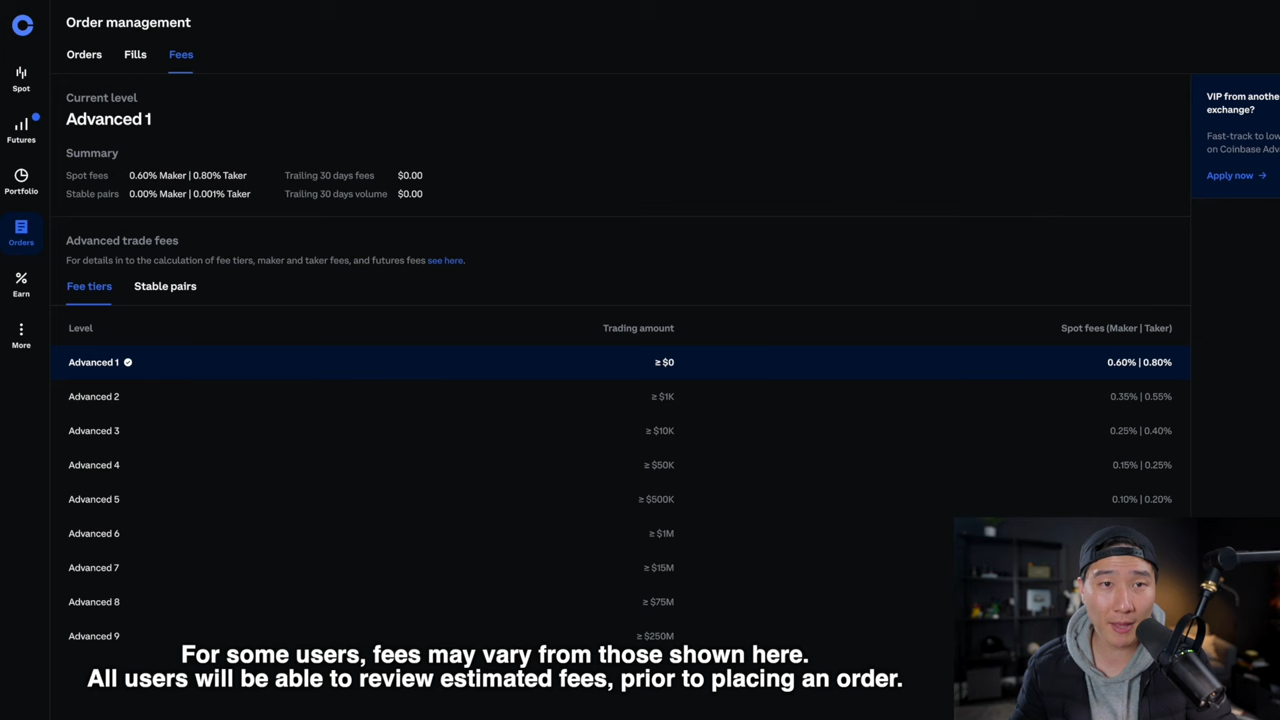 Order management
Orders Fills Fees
Spot
Futures
Portfolio
Orders
Earn
More
Current level
Advanced 1
Summary
Spot fees 0.60% Maker | 0.80% Taker Trailing 30 days fees $0.00
Stable pairs 0.00% Maker | 0.001% Taker Trailing 30 days volume $0.00
VIP from anothe
exchange?
Fast-track to low
on Coinbase Adv
Apply now →
Advanced trade fees
For details in to the calculation of fee tiers, maker and taker fees, and futures fees see here.
Fee tiers Stable pairs
Level Trading amount Spot fees (Maker | Taker)
Advanced 1 ≥ $0 0.60% | 0.80%
Advanced 2 ≥ $1K 0.35% | 0.55%
Advanced 3 ≥ $10K 0.25% | 0.40%
Advanced 4 ≥ $50K 0.15% | 0.25%
Advanced 5 ≥ $500K 0.10% | 0.20%
Advanced 6 ≥ $1M
Advanced 7 ≥ $15M
Advanced 8 ≥ $75M
Advanced 9 ≥ $250M
For some users, fees may vary from those shown here.
All users will be able to review estimated fees, prior to placing an order.